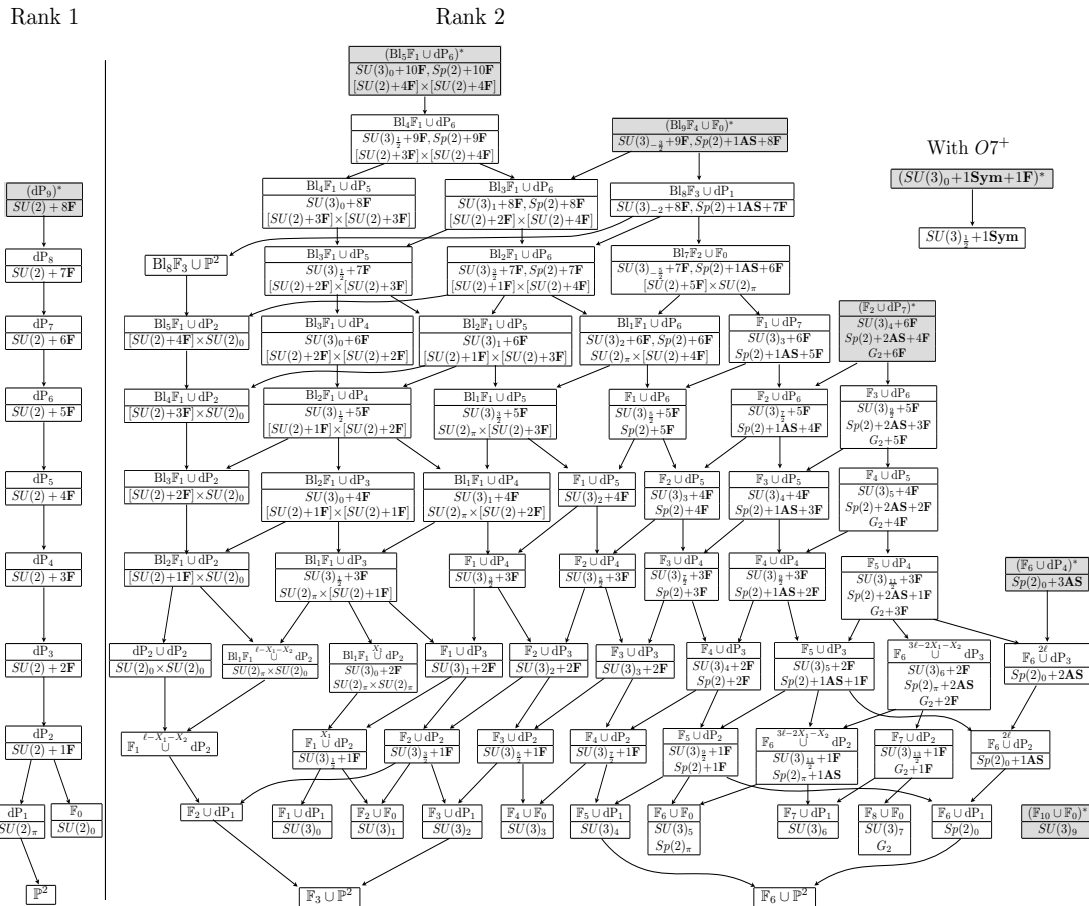 Rank 1
Rank 2
(Bl₅𝔽₁ ∪ dP₆)*
SU(3)₀+10F, Sp(2)+10F
[SU(2)+4F]×[SU(2)+4F]
Bl₄𝔽₁ ∪ dP₆
SU(3)_{1/2}+9F, Sp(2)+9F
[SU(2)+3F]×[SU(2)+4F]
(Bl₉𝔽₄ ∪ 𝔽₀)*
SU(3)_{-3/2}+9F, Sp(2)+1AS+8F
With O7⁺
(SU(3)₀+1Sym+1F)*
SU(3)_{1/2}+1Sym
(dP₉)*
SU(2)+8F
Bl₄𝔽₁ ∪ dP₅
SU(3)₀+8F
[SU(2)+3F]×[SU(2)+3F]
Bl₃𝔽₁ ∪ dP₆
SU(3)₁+8F, Sp(2)+8F
[SU(2)+2F]×[SU(2)+4F]
Bl₈𝔽₃ ∪ dP₁
SU(3)₋₂+8F, Sp(2)+1AS+7F
dP₈
SU(2)+7F
Bl₈𝔽₃ ∪ ℙ²
Bl₃𝔽₁ ∪ dP₅
SU(3)_{1/2}+7F
[SU(2)+2F]×[SU(2)+3F]
Bl₂𝔽₁ ∪ dP₆
SU(3)_{3/2}+7F, Sp(2)+7F
[SU(2)+1F]×[SU(2)+4F]
Bl₇𝔽₂ ∪ 𝔽₀
SU(3)_{-5/2}+7F, Sp(2)+1AS+6F
[SU(2)+5F]×SU(2)_π
dP₇
SU(2)+6F
Bl₅𝔽₁ ∪ dP₂
[SU(2)+4F]×SU(2)₀
Bl₃𝔽₁ ∪ dP₄
SU(3)₀+6F
[SU(2)+2F]×[SU(2)+2F]
Bl₂𝔽₁ ∪ dP₅
SU(3)₁+6F
[SU(2)+1F]×[SU(2)+3F]
Bl₁𝔽₁ ∪ dP₆
SU(3)₂+6F, Sp(2)+6F
SU(2)_π×[SU(2)+4F]
𝔽₁ ∪ dP₇
SU(3)₃+6F
Sp(2)+1AS+5F
(𝔽₂ ∪ dP₇)*
SU(3)₄+6F
Sp(2)+2AS+4F
G₂+6F
dP₆
SU(2)+5F
Bl₄𝔽₁ ∪ dP₂
[SU(2)+3F]×SU(2)₀
Bl₂𝔽₁ ∪ dP₄
SU(3)_{1/2}+5F
[SU(2)+1F]×[SU(2)+2F]
Bl₁𝔽₁ ∪ dP₅
SU(3)_{3/2}+5F
SU(2)_π×[SU(2)+3F]
𝔽₁ ∪ dP₆
SU(3)_{5/2}+5F
Sp(2)+5F
𝔽₂ ∪ dP₆
SU(3)_{7/2}+5F
Sp(2)+1AS+4F
𝔽₃ ∪ dP₆
SU(3)_{9/2}+5F
Sp(2)+2AS+3F
G₂+5F
dP₅
SU(2)+4F
Bl₃𝔽₁ ∪ dP₂
[SU(2)+2F]×SU(2)₀
Bl₂𝔽₁ ∪ dP₃
SU(3)₀+4F
[SU(2)+1F]×[SU(2)+1F]
Bl₁𝔽₁ ∪ dP₄
SU(3)₁+4F
SU(2)_π×[SU(2)+2F]
𝔽₁ ∪ dP₅
SU(3)₂+4F
𝔽₂ ∪ dP₅
SU(3)₃+4F
Sp(2)+4F
𝔽₃ ∪ dP₅
SU(3)₄+4F
Sp(2)+1AS+3F
𝔽₄ ∪ dP₅
SU(3)₅+4F
Sp(2)+2AS+2F
G₂+4F
dP₄
SU(2)+3F
Bl₂𝔽₁ ∪ dP₂
[SU(2)+1F]×SU(2)₀
Bl₁𝔽₁ ∪ dP₃
SU(3)_{1/2}+3F
SU(2)_π×[SU(2)+1F]
𝔽₁ ∪ dP₄
SU(3)_{3/2}+3F
𝔽₂ ∪ dP₄
SU(3)_{5/2}+3F
𝔽₃ ∪ dP₄
SU(3)_{7/2}+3F
Sp(2)+3F
𝔽₄ ∪ dP₄
SU(3)_{9/2}+3F
Sp(2)+1AS+2F
𝔽₅ ∪ dP₄
SU(3)_{11/2}+3F
Sp(2)+2AS+1F
G₂+3F
(𝔽₆ ∪ dP₄)*
Sp(2)₀+3AS
dP₃
SU(2)+2F
dP₂ ∪ dP₂
SU(2)₀×SU(2)₀
Bl₁𝔽₁ ∪^{ℓ−X₁−X₂} dP₂
SU(2)_π×SU(2)₀
Bl₁𝔽₁ ∪^{X₁} dP₂
SU(3)₀+2F
SU(2)_π×SU(2)_π
𝔽₁ ∪ dP₃
SU(3)₁+2F
𝔽₂ ∪ dP₃
SU(3)₂+2F
𝔽₃ ∪ dP₃
SU(3)₃+2F
𝔽₄ ∪ dP₃
SU(3)₄+2F
Sp(2)+2F
𝔽₅ ∪ dP₃
SU(3)₅+2F
Sp(2)+1AS+1F
𝔽₆ ∪^{3ℓ−2X₁−X₂} dP₃
SU(3)₆+2F
Sp(2)_π+2AS
G₂+2F
𝔽₆ ∪^{2ℓ} dP₃
Sp(2)₀+2AS
dP₂
SU(2)+1F
𝔽₁ ∪^{ℓ−X₁−X₂} dP₂
𝔽₁ ∪^{X₁} dP₂
SU(3)_{1/2}+1F
𝔽₂ ∪ dP₂
SU(3)_{3/2}+1F
𝔽₃ ∪ dP₂
SU(3)_{5/2}+1F
𝔽₄ ∪ dP₂
SU(3)_{7/2}+1F
𝔽₅ ∪ dP₂
SU(3)_{9/2}+1F
Sp(2)+1F
𝔽₆ ∪^{3ℓ−2X₁−X₂} dP₂
SU(3)_{11/2}+1F
Sp(2)_π+1AS
𝔽₇ ∪ dP₂
SU(3)_{13/2}+1F
G₂+1F
𝔽₆ ∪^{2ℓ} dP₂
Sp(2)₀+1AS
dP₁
SU(2)_π
𝔽₀
SU(2)₀
𝔽₂ ∪ dP₁
𝔽₁ ∪ dP₁
SU(3)₀
𝔽₂ ∪ 𝔽₀
SU(3)₁
𝔽₃ ∪ dP₁
SU(3)₂
𝔽₄ ∪ 𝔽₀
SU(3)₃
𝔽₅ ∪ dP₁
SU(3)₄
𝔽₆ ∪ 𝔽₀
SU(3)₅
Sp(2)_π
𝔽₇ ∪ dP₁
SU(3)₆
𝔽₈ ∪ 𝔽₀
SU(3)₇
G₂
𝔽₆ ∪ dP₁
Sp(2)₀
(𝔽₁₀ ∪ 𝔽₀)*
SU(3)₉
ℙ²
𝔽₃ ∪ ℙ²
𝔽₆ ∪ ℙ²